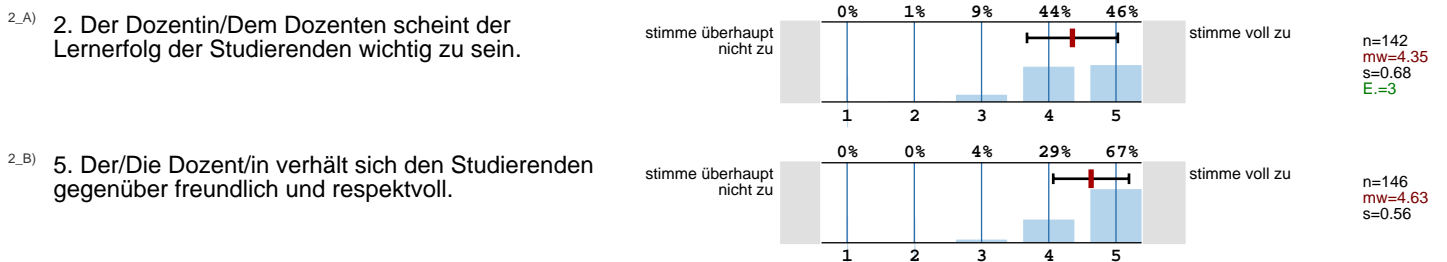 2_A) 2. Der Dozentin/Dem Dozenten scheint der
Lernerfolg der Studierenden wichtig zu sein.
stimme überhaupt
nicht zu
0% 1% 9% 44% 46%
1 2 3 4 5
stimme voll zu
n=142
mw=4.35
s=0.68
E.=3
2_B) 5. Der/Die Dozent/in verhält sich den Studierenden
gegenüber freundlich und respektvoll.
stimme überhaupt
nicht zu
0% 0% 4% 29% 67%
1 2 3 4 5
stimme voll zu
n=146
mw=4.63
s=0.56